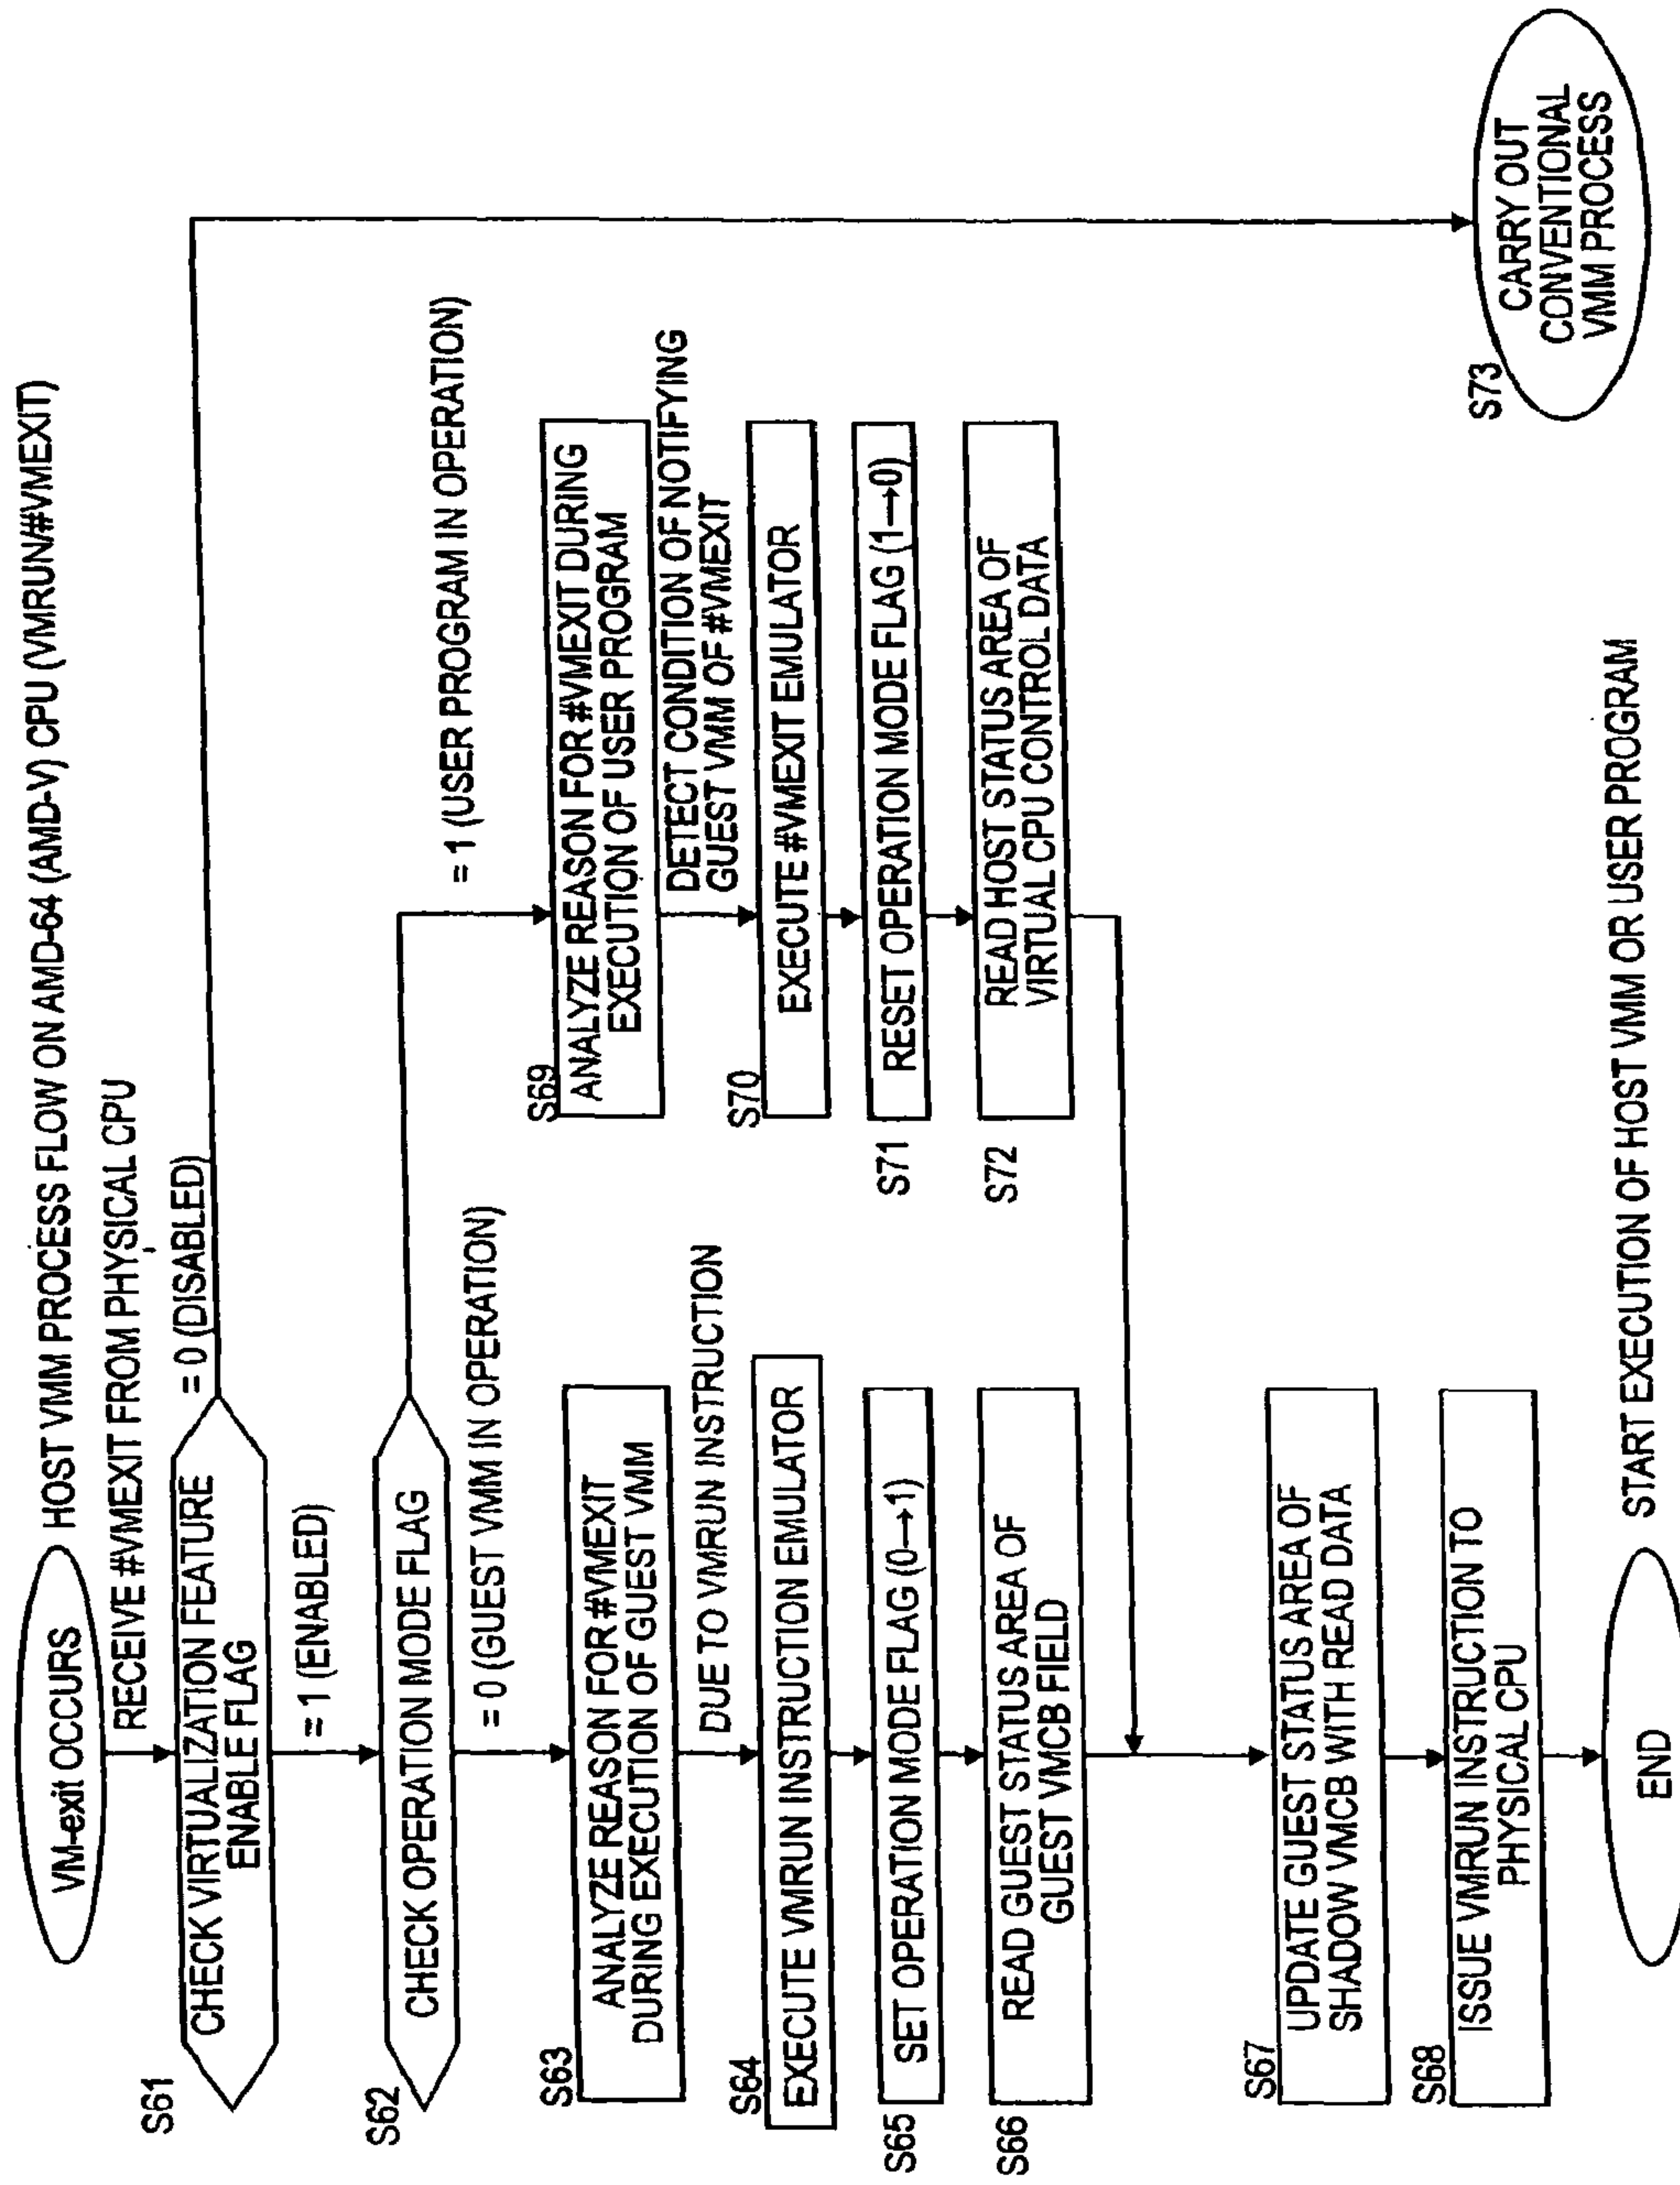 HOST VMM PROCESS FLOW ON AMD-64 (AMD-V) CPU (VMRUN/#VMEXIT)
VM-exit OCCURS
RECEIVE #VMEXIT FROM PHYSICAL CPU
S61
CHECK VIRTUALIZATION FEATURE
ENABLE FLAG
= 0 (DISABLED)
= 1 (ENABLED)
S62
CHECK OPERATION MODE FLAG
= 1 (USER PROGRAM IN OPERATION)
= 0 (GUEST VMM IN OPERATION)
S63
ANALYZE REASON FOR #VMEXIT
DURING EXECUTION OF GUEST VMM
DUE TO VMRUN INSTRUCTION
S64
EXECUTE VMRUN INSTRUCTION EMULATOR
S65
SET OPERATION MODE FLAG (0→1)
S66
READ GUEST STATUS AREA OF
GUEST VMCB FIELD
S69
ANALYZE REASON FOR #VMEXIT DURING
EXECUTION OF USER PROGRAM
DETECT CONDITION OF NOTIFYING
GUEST VMM OF #VMEXIT
S70
EXECUTE #VMEXIT EMULATOR
S71
RESET OPERATION MODE FLAG (1→0)
S72
READ HOST STATUS AREA OF
VIRTUAL CPU CONTROL DATA
S67
UPDATE GUEST STATUS AREA OF
SHADOW VMCB WITH READ DATA
S68
ISSUE VMRUN INSTRUCTION TO
PHYSICAL CPU
S73
CARRY OUT
CONVENTIONAL
VMM PROCESS
END
START EXECUTION OF HOST VMM OR USER PROGRAM